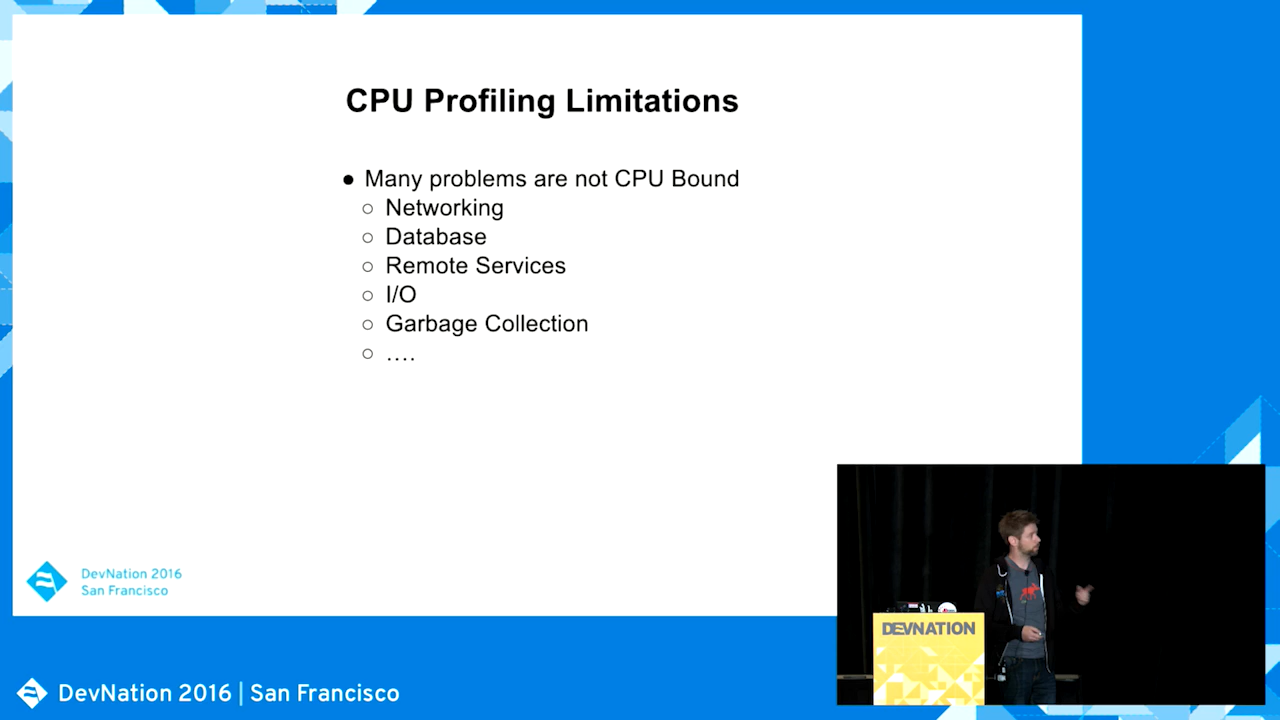 CPU Profiling Limitations
● Many problems are not CPU Bound
○ Networking
○ Database
○ Remote Services
○ I/O
○ Garbage Collection
○ ....
DevNation 2016
San Francisco
DEVNATION
DevNation 2016 | San Francisco